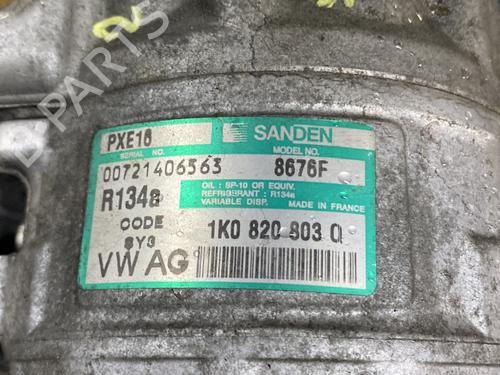 B-PARTS
PXE16
SANDEN
SERIAL NO.
MODEL NO.
00721406563
8676F
R134a
OIL : SP-10 OR EQUIV.
REFRIGERANT : R134a
VARIABLE DISP. MADE IN FRANCE
CODE
1K0 820 803 Q
VW AG